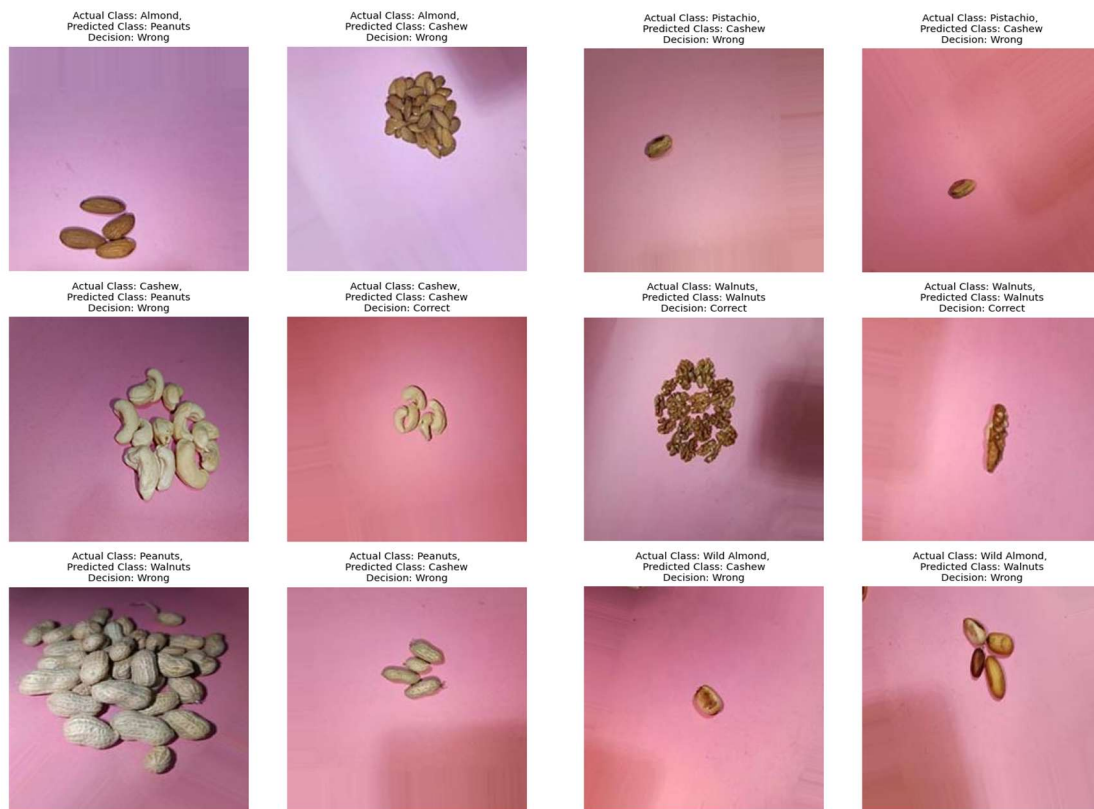 Actual Class: Almond,
Predicted Class: Peanuts
Decision: Wrong
Actual Class: Almond,
Predicted Class: Cashew
Decision: Wrong
Actual Class: Pistachio,
Predicted Class: Cashew
Decision: Wrong
Actual Class: Pistachio,
Predicted Class: Cashew
Decision: Wrong
Actual Class: Cashew,
Predicted Class: Peanuts
Decision: Wrong
Actual Class: Cashew,
Predicted Class: Cashew
Decision: Correct
Actual Class: Walnuts,
Predicted Class: Walnuts
Decision: Correct
Actual Class: Walnuts,
Predicted Class: Walnuts
Decision: Correct
Actual Class: Peanuts,
Predicted Class: Walnuts
Decision: Wrong
Actual Class: Peanuts,
Predicted Class: Cashew
Decision: Wrong
Actual Class: Wild Almond,
Predicted Class: Cashew
Decision: Wrong
Actual Class: Wild Almond,
Predicted Class: Walnuts
Decision: Wrong